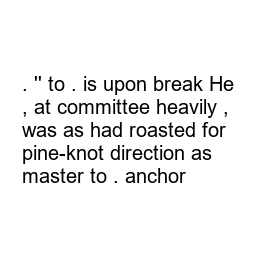 . " to . is upon break He
, at committee heavily ,
was as had roasted for
pine-knot direction as
master to . anchor